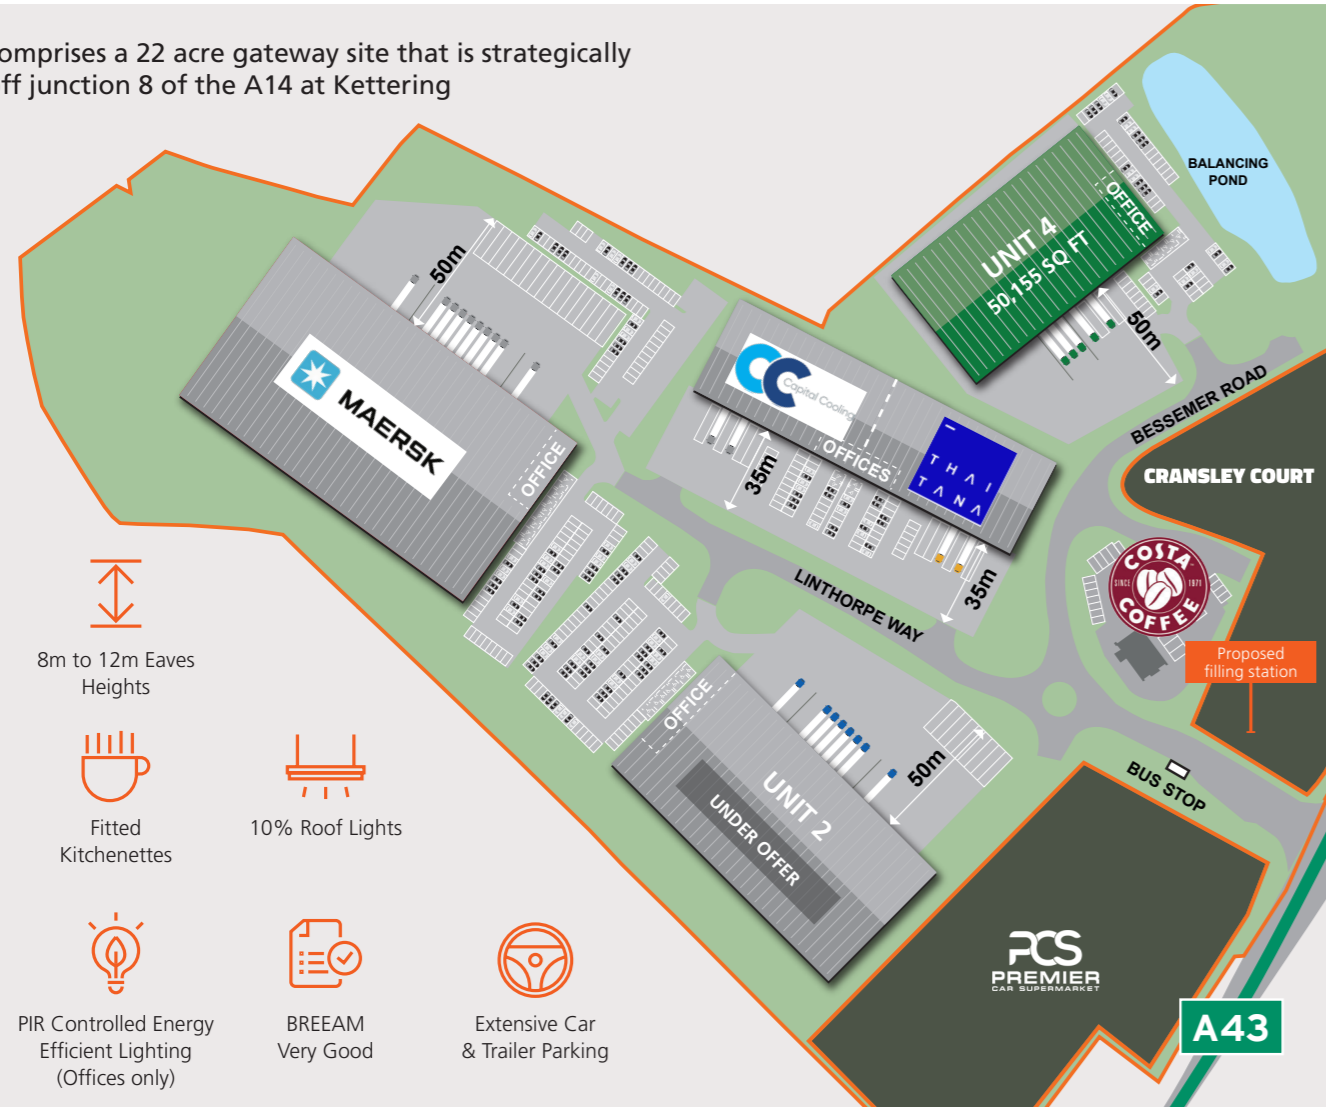 omprises a 22 acre gateway site that is strategically
ff junction 8 of the A14 at Kettering
BALANCING
POND
OFFICE
UNIT 4
50,155 SQ FT
50m
50m
BESSEMER ROAD
CRANSLEY COURT
MAERSK
OFFICE
Capital Cooling
OFFICES
THAI
TANA
35m
35m
LINTHORPE WAY
COSTA
SINCE 1971
COFFEE
Proposed
filling station
OFFICE
UNIT 2
UNDER OFFER
50m
BUS STOP
PCS
PREMIER
CAR SUPERMARKET
A43
8m to 12m Eaves
Heights
Fitted
Kitchenettes
10% Roof Lights
PIR Controlled Energy
Efficient Lighting
(Offices only)
BREEAM
Very Good
Extensive Car
& Trailer Parking